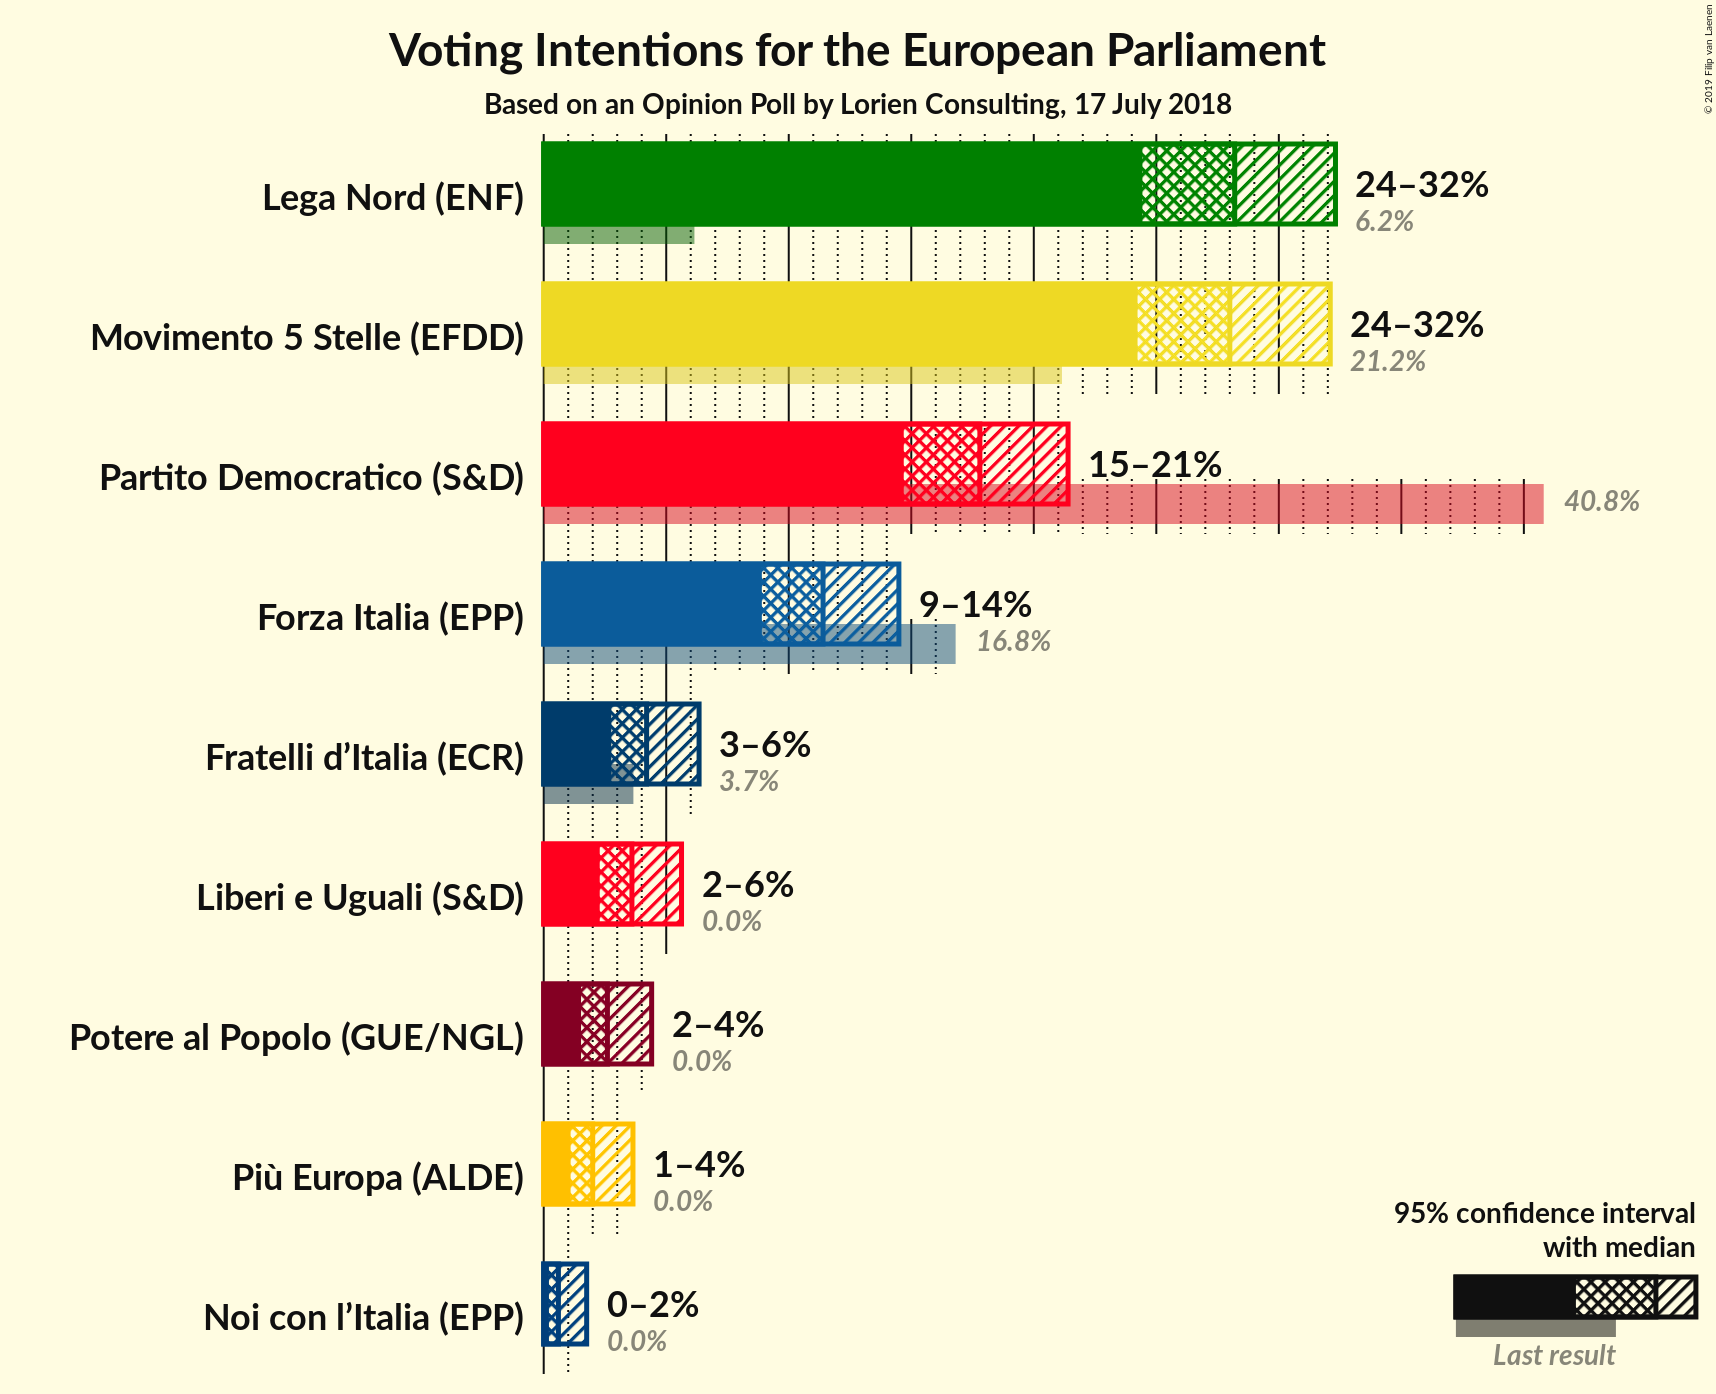 Voting Intentions for the European Parliament
Based on an Opinion Poll by Lorien Consulting, 17 July 2018
© 2019 Filip van Laenen
Lega Nord (ENF)
24–32%
6.2%
Movimento 5 Stelle (EFDD)
24–32%
21.2%
Partito Democratico (S&D)
15–21%
40.8%
Forza Italia (EPP)
9–14%
16.8%
Fratelli d’Italia (ECR)
3–6%
3.7%
Liberi e Uguali (S&D)
2–6%
0.0%
Potere al Popolo (GUE/NGL)
2–4%
0.0%
Più Europa (ALDE)
1–4%
0.0%
Noi con l’Italia (EPP)
0–2%
0.0%
95% confidence interval
with median
Last result